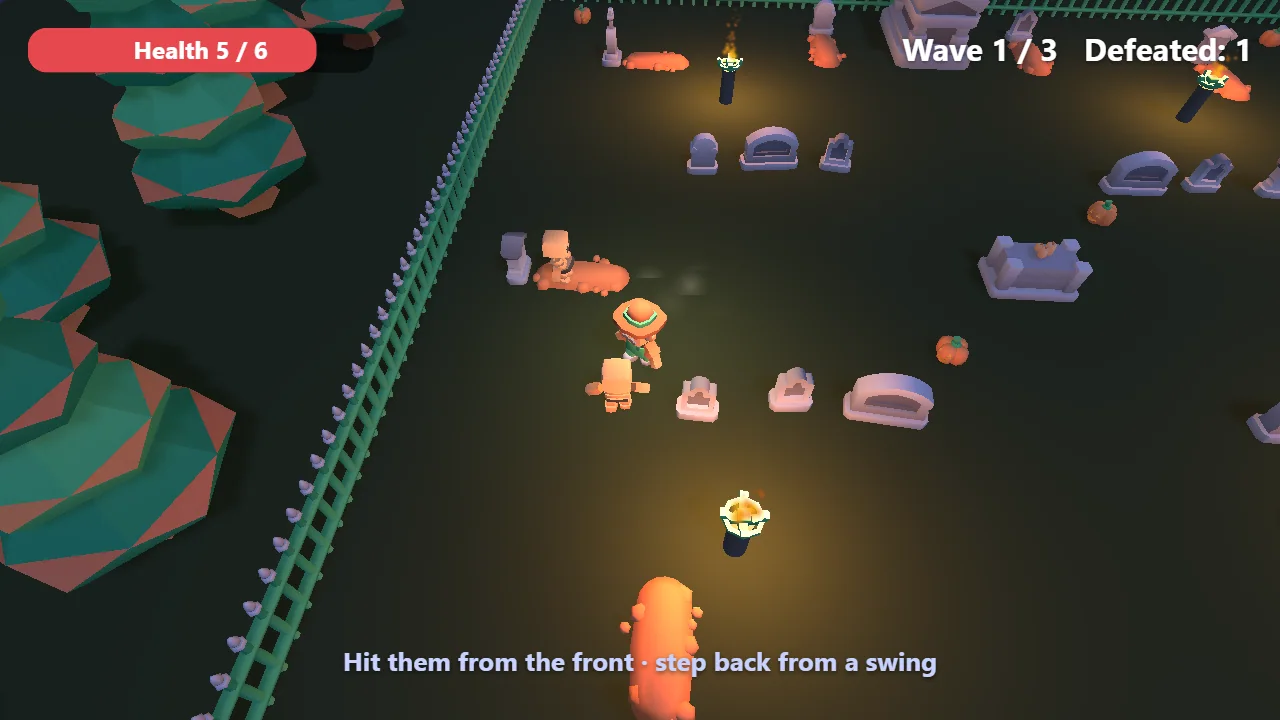 Health 5 / 6
Wave 1 / 3 Defeated: 1
Hit them from the front · step back from a swing